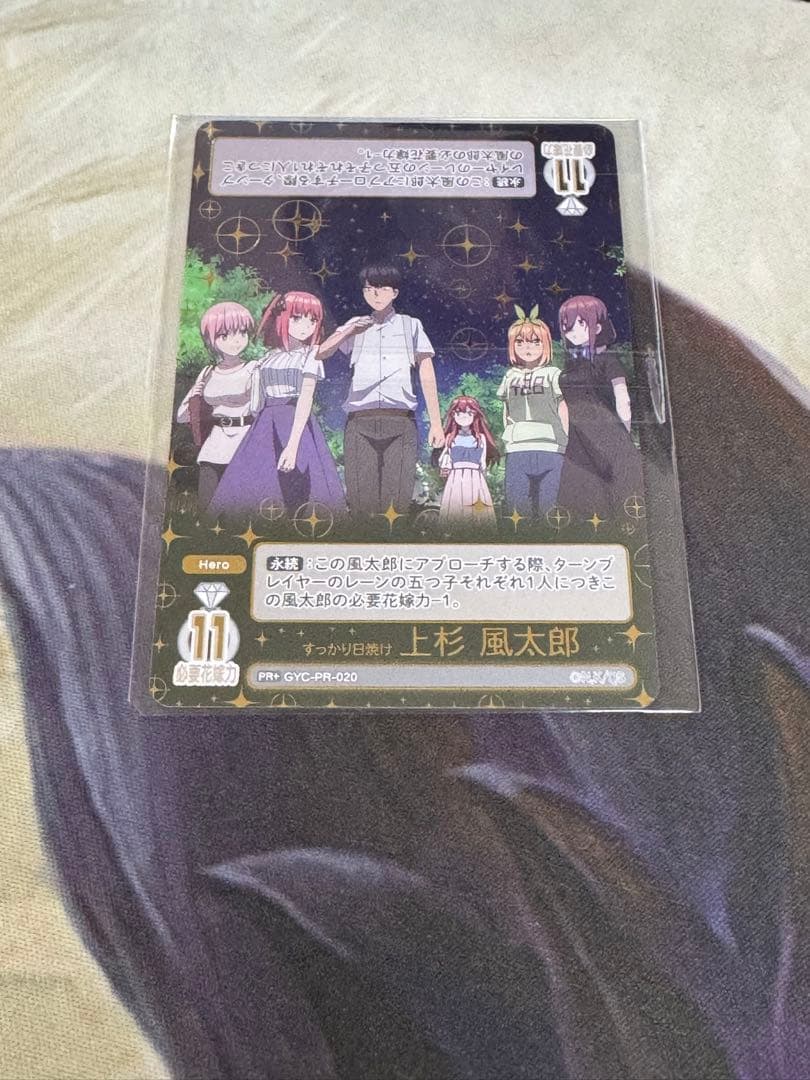 永続:この風太郎にアプローチする際、ターンプ
レイヤーのレーンの五つ子それぞれ1人につきこ
の風太郎の必要花嫁力-1。
11
必要花嫁力
488
Hero
永続:この風太郎にアプローチする際、ターンプ
レイヤーのレーンの五つ子それぞれ1人につきこ
の風太郎の必要花嫁力-1。
11
必要花嫁力
すっかり日焼け 上杉 風太郎
PR+ GYC-PR-020
©N.K/QS